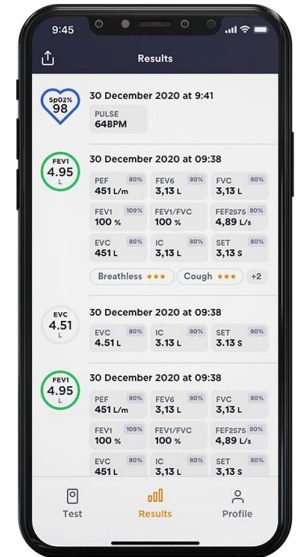 9:45
Results
SpO2%
98
30 December 2020 at 9:41
PULSE
64BPM
FEV1
4.95
L
30 December 2020 at 09:38
PEF 80% FEV6 80% FVC 80%
451 L/m 3,13 L 3,13 L
FEV1 109% FEV1/FVC FEF2575 80%
100 % 100 % 4,89 L/s
EVC 80% IC 80% SET 80%
451 L 3,13 L 3,13 S
Breathless Cough +2
EVC
4.51
L
30 December 2020 at 09:38
EVC 80% IC 80% SET 80%
4.51 L 3.13 L 3.13 S
FEV1
4.95
L
30 December 2020 at 09:38
PEF 80% FEV6 80% FVC 80%
451 L/m 3,13 L 3,13 L
FEV1 109% FEV1/FVC FEF2575 80%
100 % 100 % 4,89 L/s
EVC 80% IC 80% SET 80%
451 L 3,13 L 3,13 S
Test Results Profile